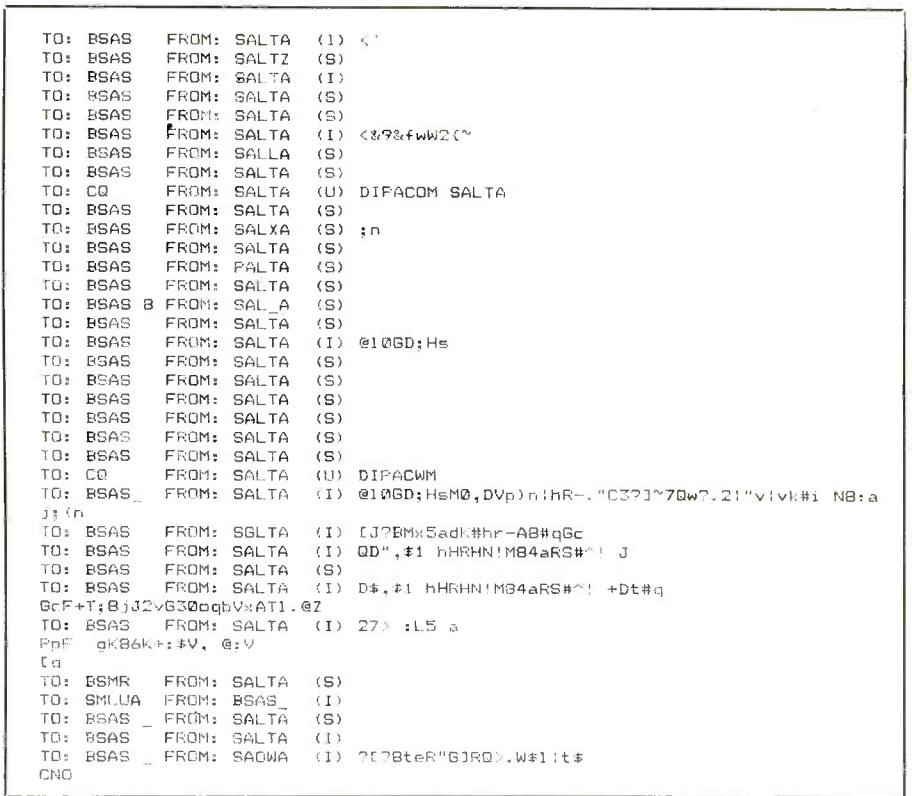 TO: BSAS FROM: SALTA (I) <'
TO: BSAS FROM: SALTZ (S)
TO: BSAS FROM: SALTA (I)
TO: BSAS FROM: SALTA (S)
TO: BSAS FROM: SALTA (S)
TO: BSAS FROM: SALTA (I) <&9&fwW2{~
TO: BSAS FROM: SALLA (S)
TO: BSAS FROM: SALTA (S)
TO: CQ FROM: SALTA (U) DIPACOM SALTA
TO: BSAS FROM: SALTA (S)
TO: BSAS FROM: SALXA (S) ;n
TO: BSAS FROM: SALTA (S)
TO: BSAS FROM: PALTA (S)
TO: BSAS FROM: SALTA (S)
TO: BSAS B FROM: SAL_A (S)
TO: BSAS FROM: SALTA (S)
TO: BSAS FROM: SALTA (I) @10GD;Hs
TO: BSAS FROM: SALTA (S)
TO: BSAS FROM: SALTA (S)
TO: BSAS FROM: SALTA (S)
TO: BSAS FROM: SALTA (S)
TO: BSAS FROM: SALTA (S)
TO: BSAS FROM: SALTA (S)
TO: CQ FROM: SALTA (U) DIPACWM
TO: BSAS_ FROM: SALTA (I) @10GD;HsM0,DVp)n!hR-."C3?J~7Qw?.2!"v!vk#i N8:a
j;(n
TO: BSAS FROM: SGLTA (I) [J?BMx5adK#hr-A8#qGc
TO: BSAS FROM: SALTA (I) QD",$1 hHRHN!M84aRS#^! J
TO: BSAS FROM: SALTA (S)
TO: BSAS FROM: SALTA (I) D$,$1 hHRHN!M84aRS#^! +Dt#q
GcF+T;8jJ2vG30oqbVxATl.@Z
TO: BSAS FROM: SALTA (I) 27> :L5 a
PpF gK86K+:$V, @:V
[q
TO: BSMR FROM: SALTA (S)
TO: SMLUA FROM: BSAS_ (I)
TO: BSAS _ FROM: SALTA (S)
TO: BSAS FROM: SALTA (I)
TO: BSAS _ FROM: SAOWA (I) ?[?8teR"GJRQ>.W$l!t$
CNO